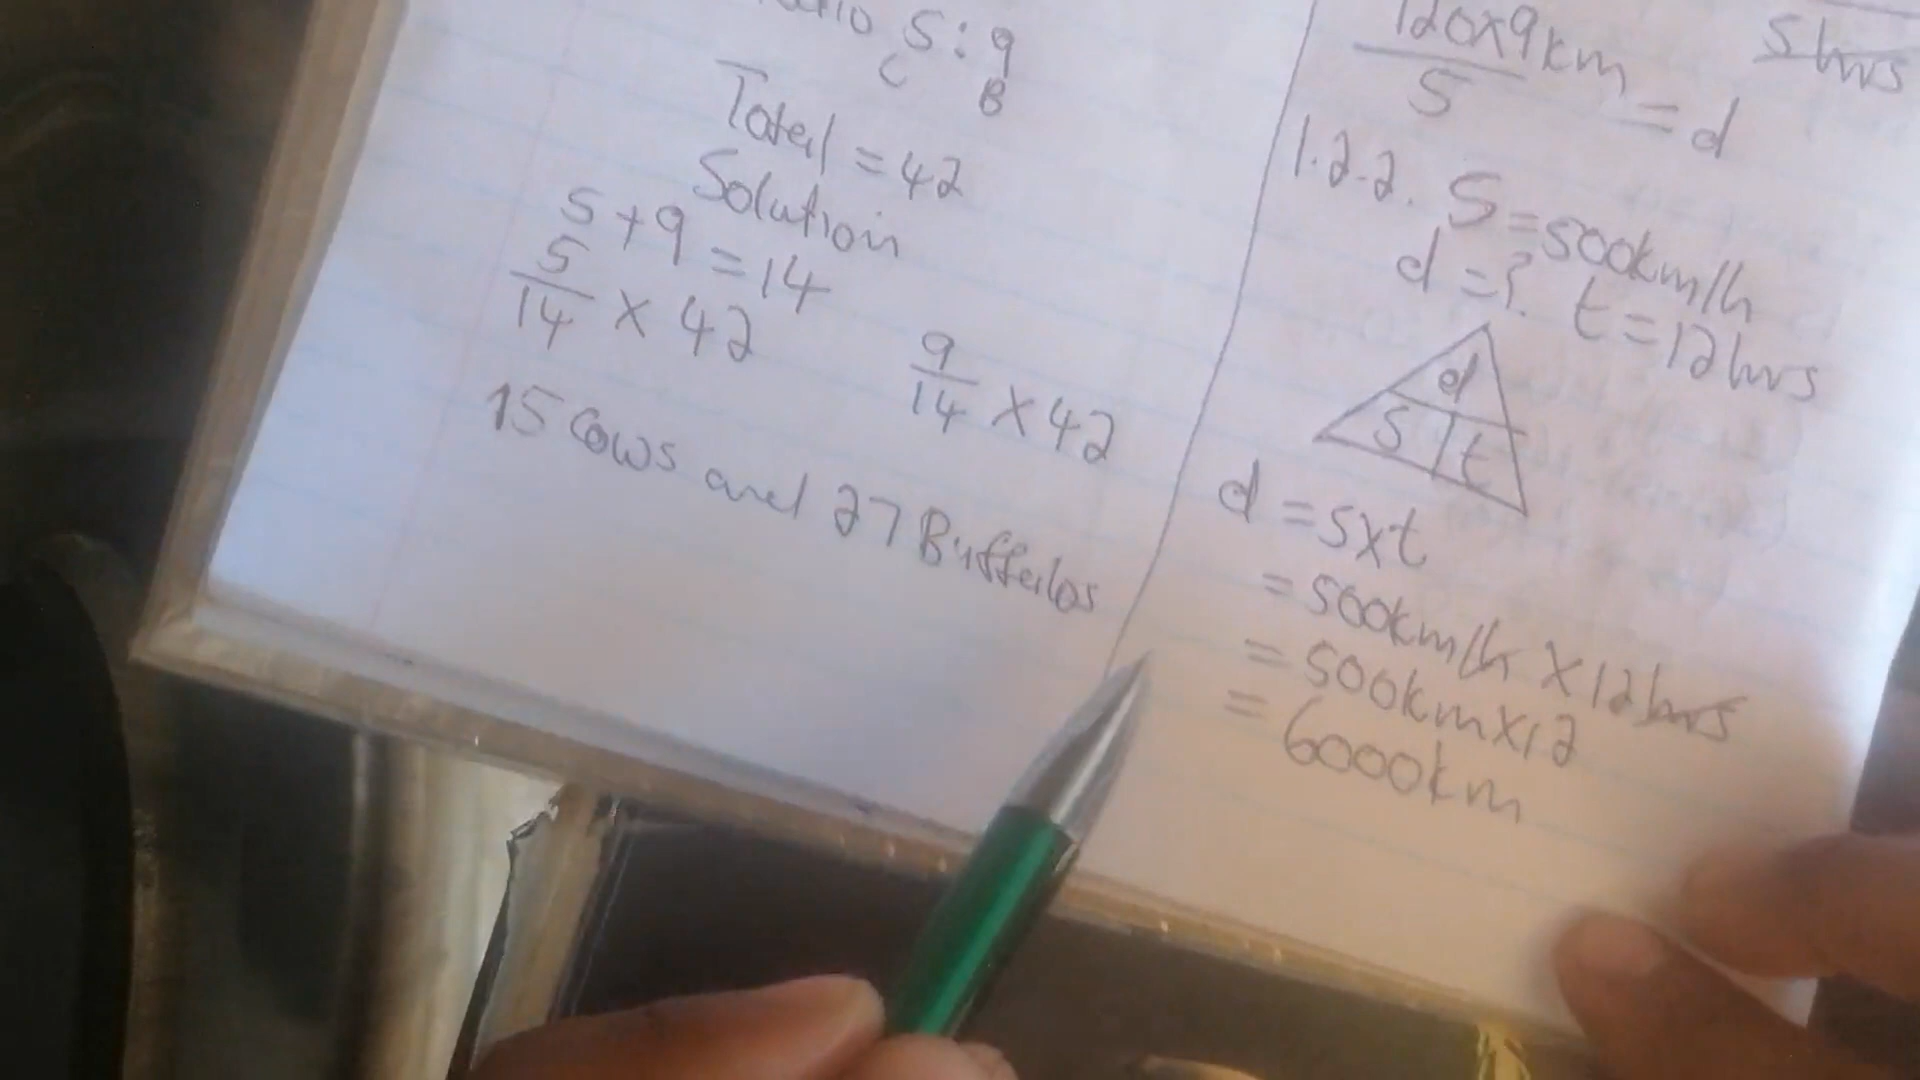 5:9
C B
Total = 42
Solution
5+9 = 14
5/14 × 42
9/14 × 42
15 Cows and 27 Buffalos
120×9km/5 = d
5hrs
1.2.2. S = 500km/h
d = ? t = 12hrs
d
S t
d = s×t
= 500km/h × 12hrs
= 500km×12
= 6000km